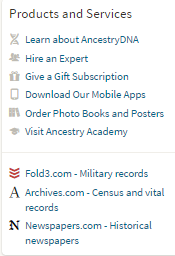 Products and Services
Learn about AncestryDNA
Hire an Expert
Give a Gift Subscription
Download Our Mobile Apps
Order Photo Books and Posters
Visit Ancestry Academy
Fold3.com - Military records
A Archives.com - Census and vital
records
N Newspapers.com - Historical
newspapers